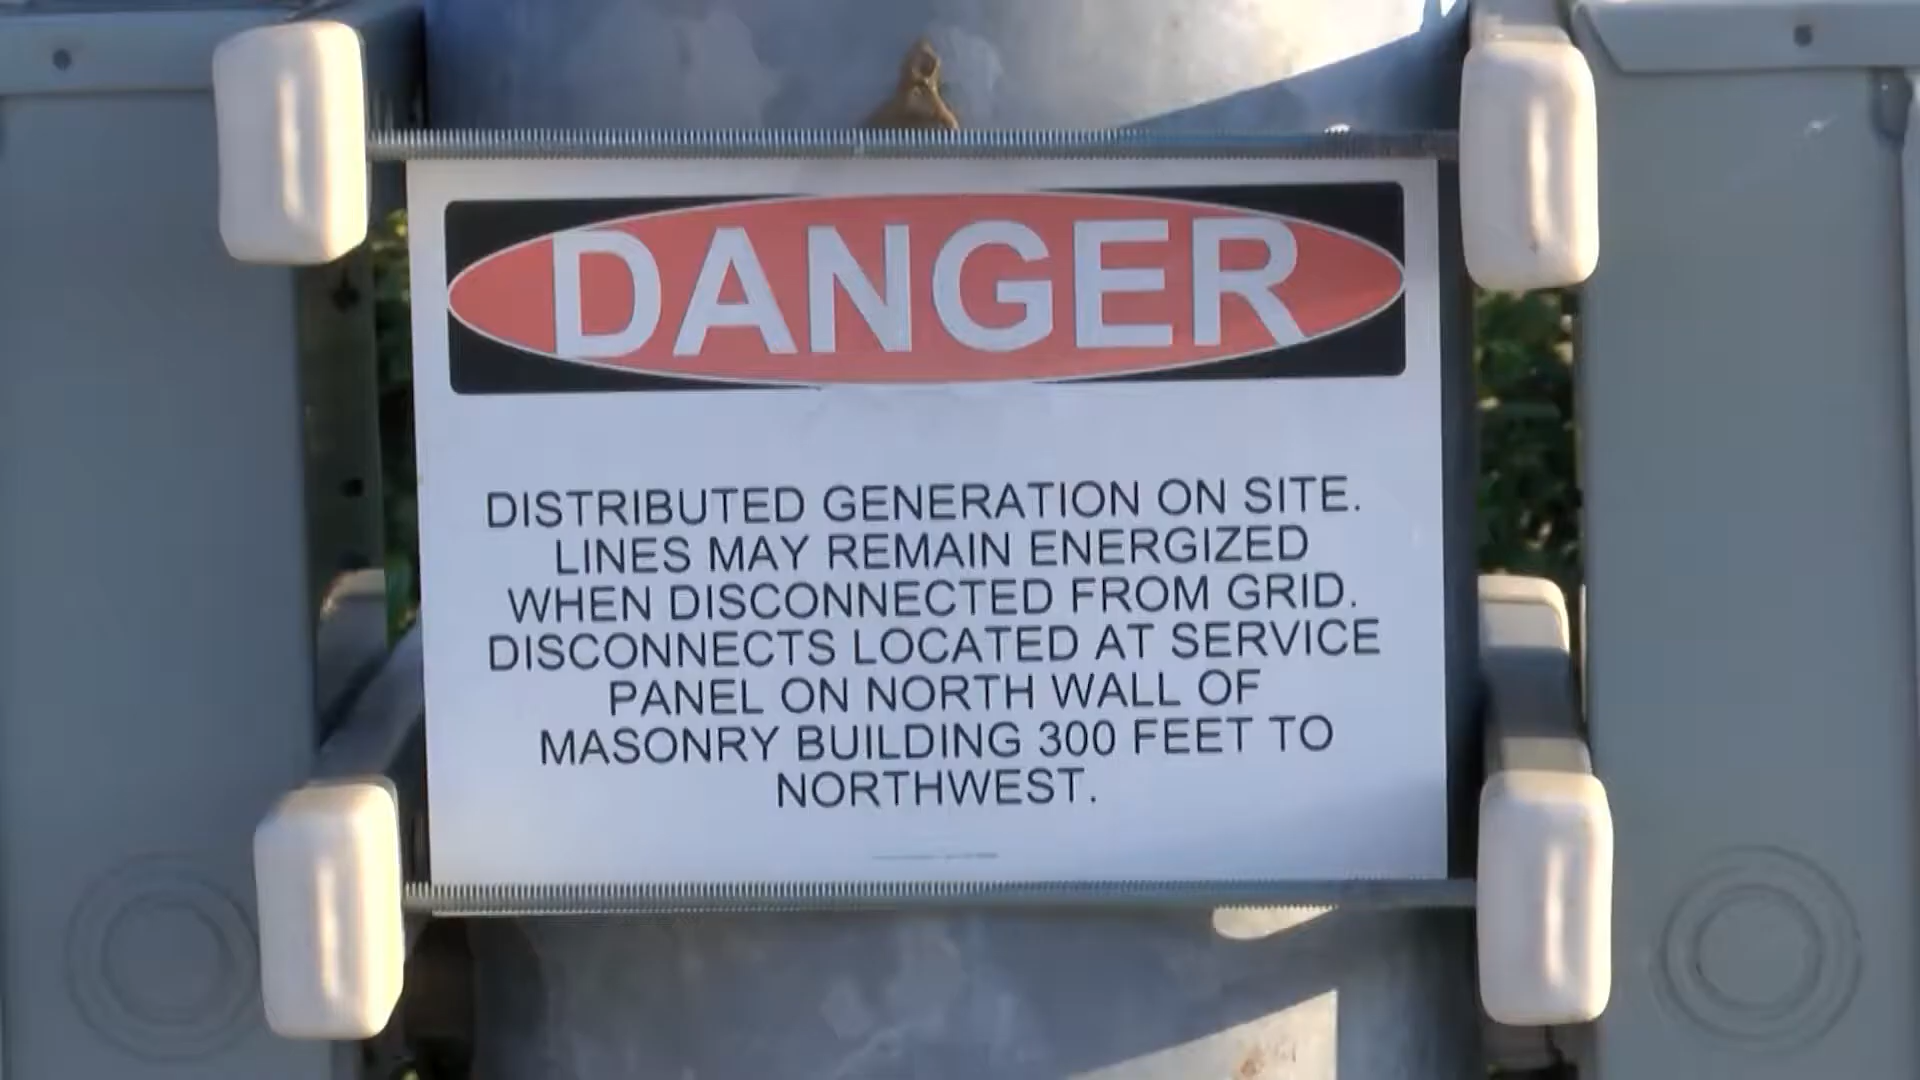 DANGER
DISTRIBUTED GENERATION ON SITE.
LINES MAY REMAIN ENERGIZED
WHEN DISCONNECTED FROM GRID.
DISCONNECTS LOCATED AT SERVICE
PANEL ON NORTH WALL OF
MASONRY BUILDING 300 FEET TO
NORTHWEST.